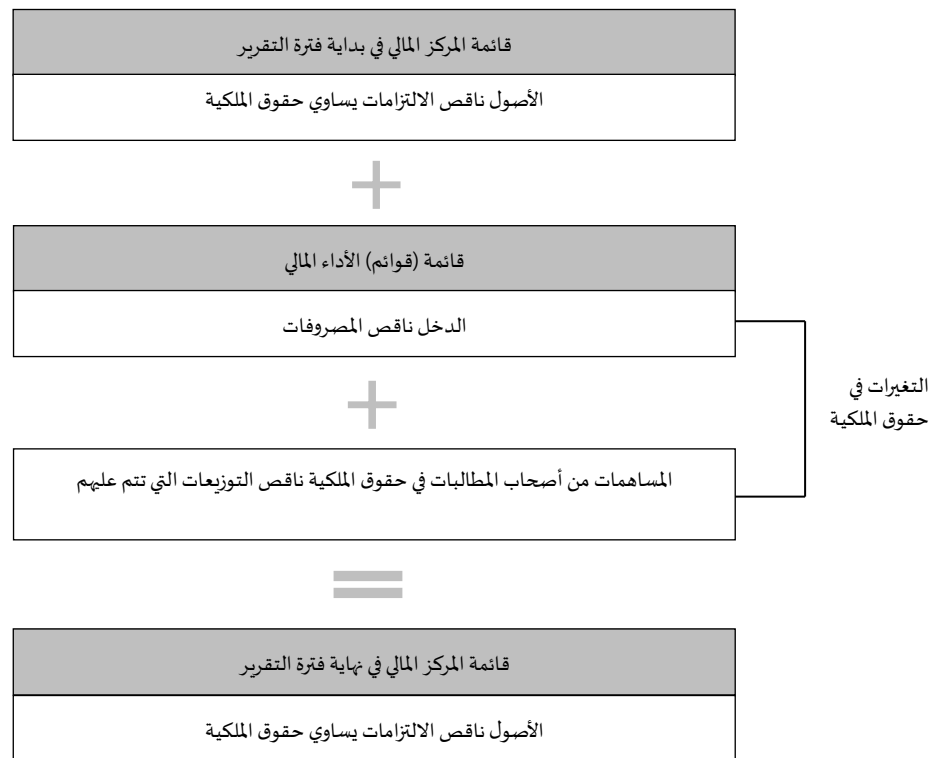 قائمة المركز المالي في بداية فترة التقرير
الأصول ناقص الالتزامات يساوي حقوق الملكية
+
قائمة (قوائم) الأداء المالي
الدخل ناقص المصروفات
+
التغيرات في
حقوق الملكية
المساهمات من أصحاب المطالبات في حقوق الملكية ناقص التوزيعات التي تتم عليهم
=
قائمة المركز المالي في نهاية فترة التقرير
الأصول ناقص الالتزامات يساوي حقوق الملكية